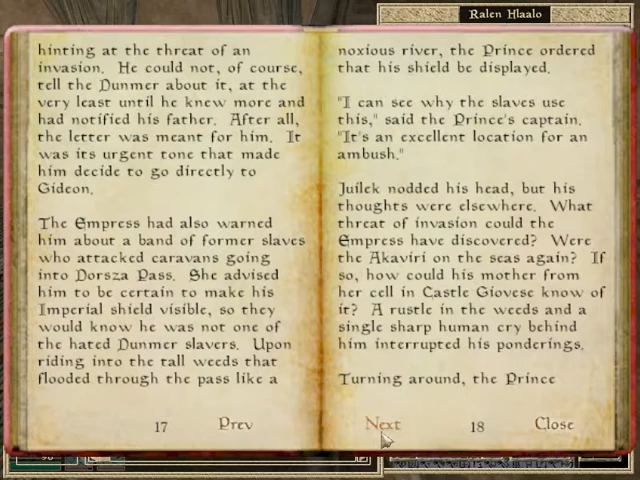 Ralen Hlaalo
hinting at the threat of an
invasion. He could not, of course,
tell the Dunmer about it, at the
very least until he knew more and
had notified his father. After all,
the letter was meant for him. It
was its urgent tone that made
him decide to go directly to
Gideon.
The Empress had also warned
him about a band of former slaves
who attacked caravans going
into Dorsza Pass. She advised
him to be certain to make his
Imperial shield visible, so they
would know he was not one of
the hated Dunmer slavers. Upon
riding into the tall weeds that
flooded through the pass like a
17
Prev
noxious river, the Prince ordered
that his shield be displayed.
"I can see why the slaves use
this," said the Prince's captain.
"It's an excellent location for an
ambush."
Juilek nodded his head, but his
thoughts were elsewhere. What
threat of invasion could the
Empress have discovered? Were
the Akaviri on the seas again? If
so, how could his mother from
her cell in Castle Giovese know of
it? A rustle in the weeds and a
single sharp human cry behind
him interrupted his ponderings.
Turning around, the Prince
Next
18
Close